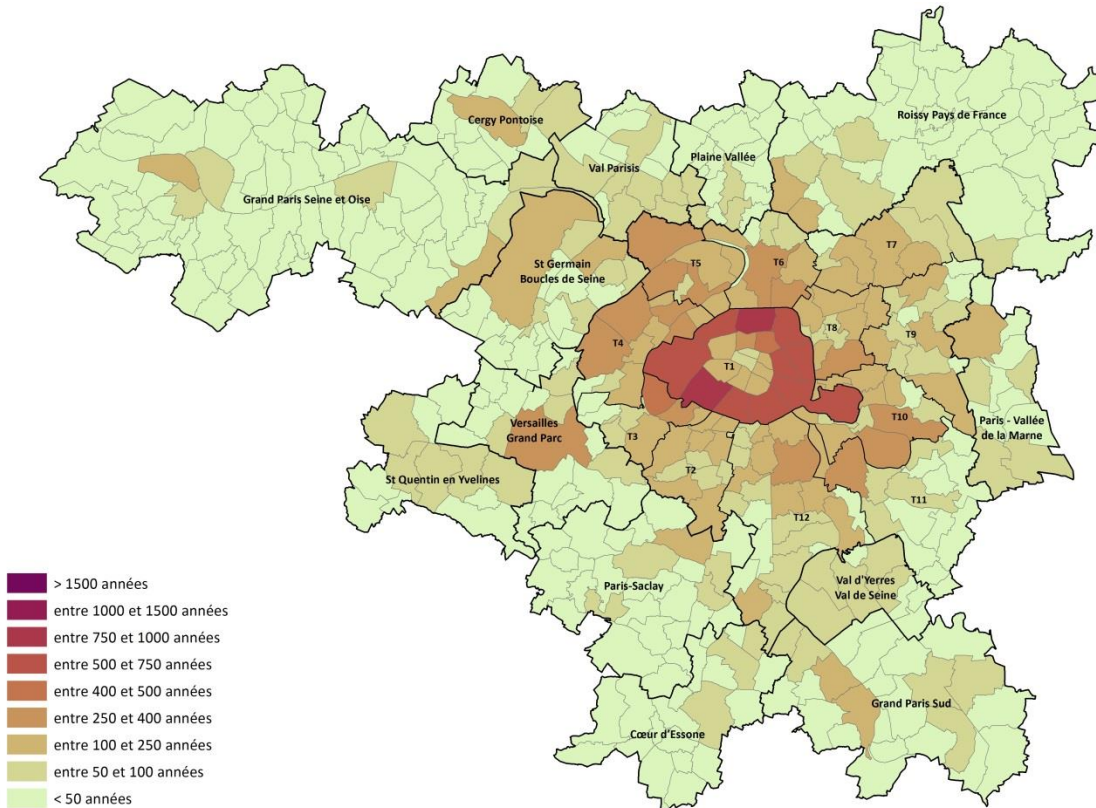 Cergy Pontoise
Roissy Pays de France
Val Parisis
Plaine Vallée
Grand Paris Seine et Oise
T7
St Germain
Boucles de Seine
T5
T6
T4
T8
T9
T1
Versailles
Grand Parc
T3
T10
Paris - Vallée
de la Marne
St Quentin en Yvelines
T2
T11
T12
Paris-Saclay
Val d'Yerres
Val de Seine
Grand Paris Sud
Cœur d'Essone
> 1500 années
entre 1000 et 1500 années
entre 750 et 1000 années
entre 500 et 750 années
entre 400 et 500 années
entre 250 et 400 années
entre 100 et 250 années
entre 50 et 100 années
< 50 années